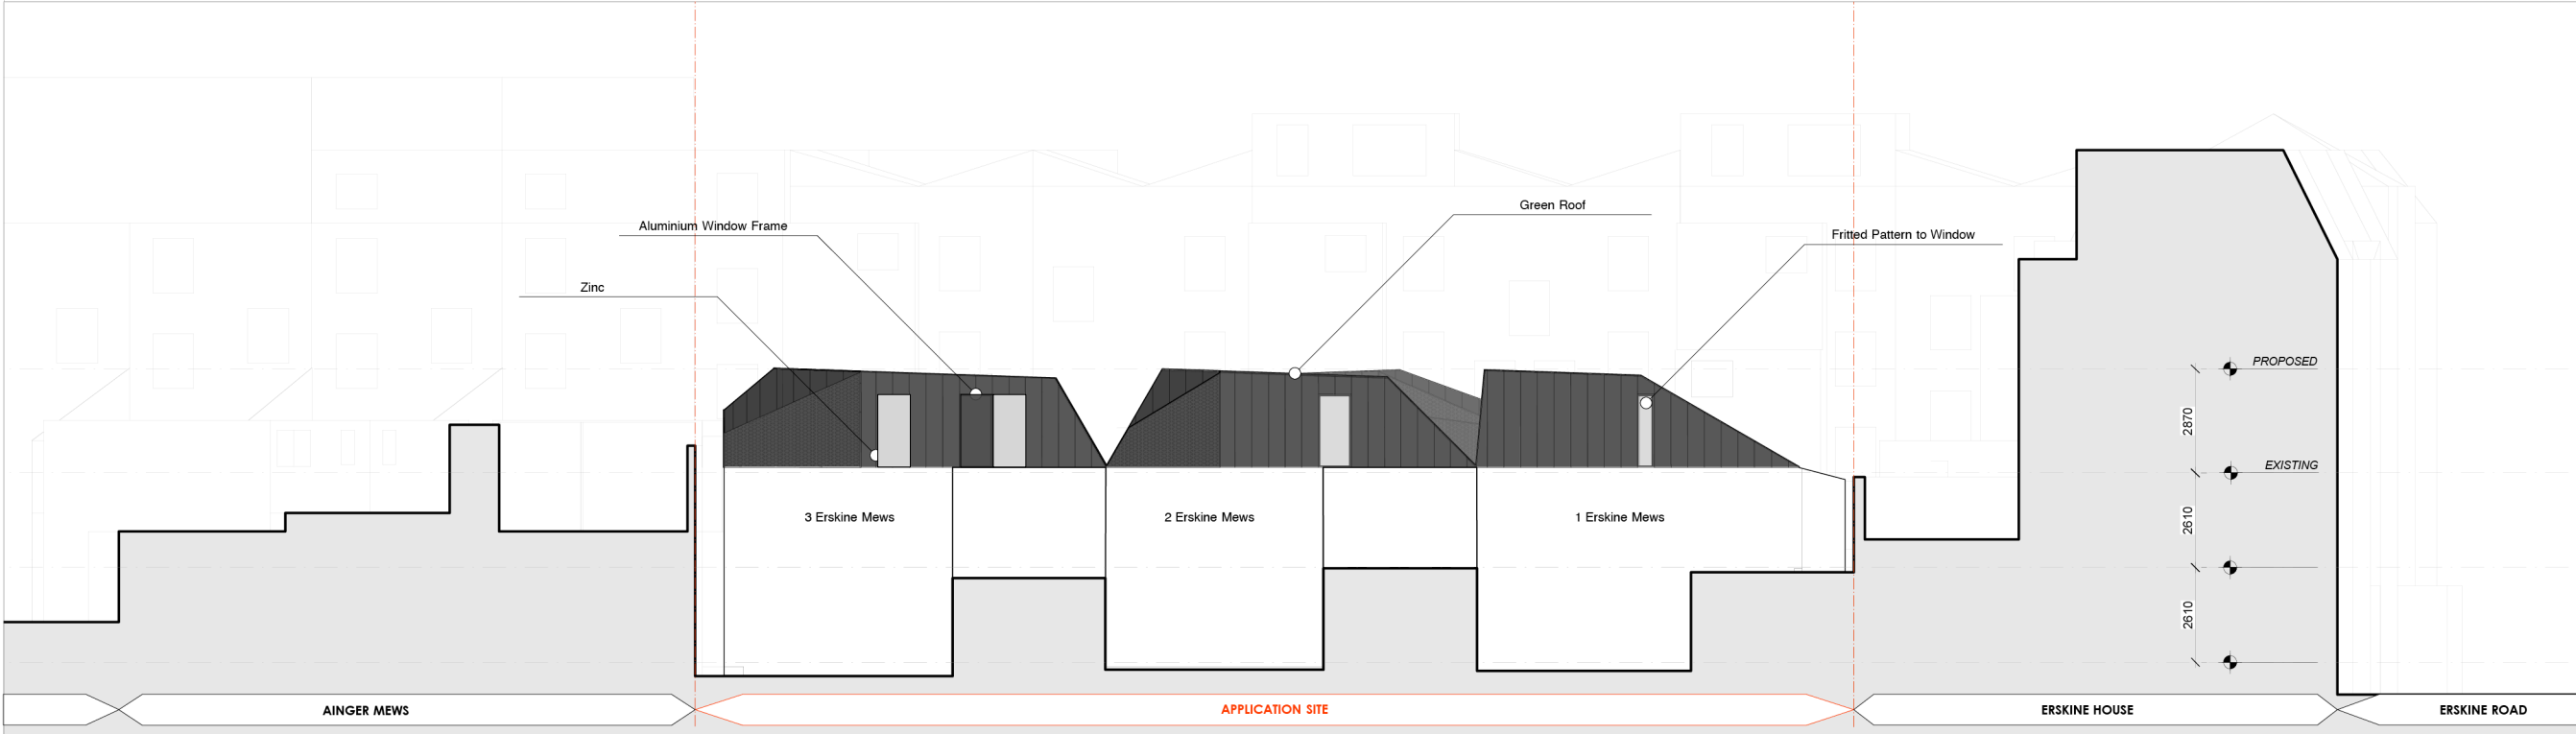 Green Roof
Aluminium Window Frame
Fritted Pattern to Window
Zinc
PROPOSED
2870
EXISTING
3 Erskine Mews
2 Erskine Mews
1 Erskine Mews
2610
2610
AINGER MEWS
APPLICATION SITE
ERSKINE HOUSE
ERSKINE ROAD